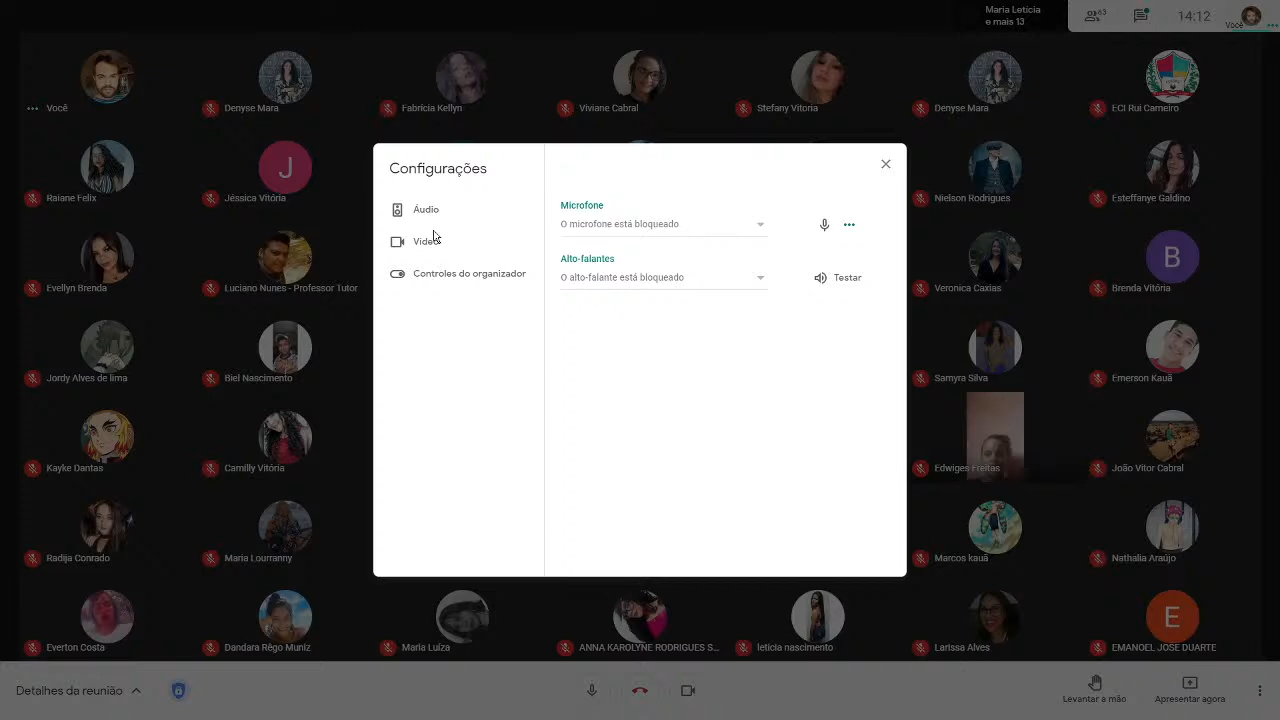 Maria Letícia
e mais 13
63
14:12
Você
Você
Denyse Mara
Fabrícia Kellyn
Viviane Cabral
Stefany Vitoria
Denyse Mara
ECI Rui Carneiro
Raiane Felix
Jéssica Vitória
Nielson Rodrigues
Esteffanye Galdino
Evellyn Brenda
Luciano Nunes - Professor Tutor
Veronica Caxias
Brenda Vitória
Jordy Alves de lima
Biel Nascimento
Samyra Silva
Emerson Kauã
Kayke Dantas
Camilly Vitória
Edwiges Freitas
João Vitor Cabral
Radija Conrado
Maria Lourranny
Marcos kauã
Nathalia Araújo
Everton Costa
Dandara Rêgo Muniz
Maria Luíza
ANNA KAROLYNE RODRIGUES S...
letícia nascimento
Larissa Alves
EMANOEL JOSE DUARTE
J
B
E
Configurações
Áudio
Vídeo
Controles do organizador
Microfone
O microfone está bloqueado
Alto-falantes
O alto-falante está bloqueado
Testar
Detalhes da reunião
Levantar a mão
Apresentar agora